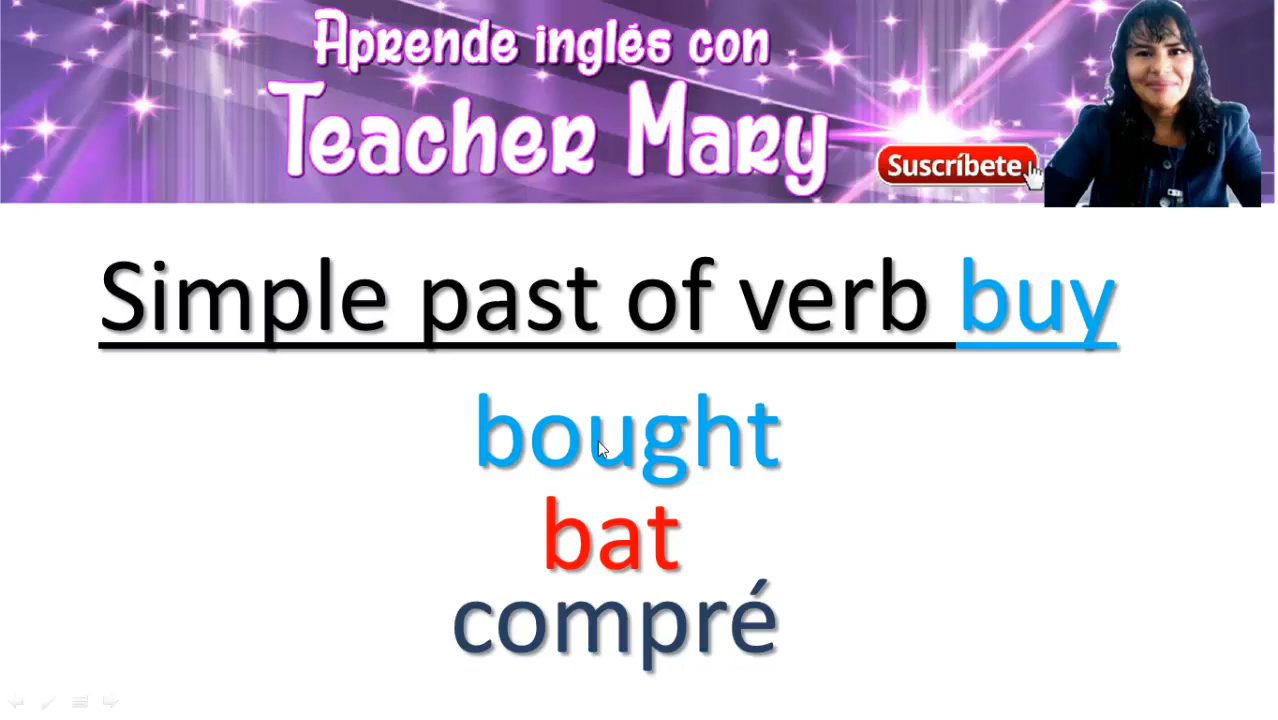 Aprende inglés con
Teacher Mary
Suscríbete
Simple past of verb buy
bought
bat
compré